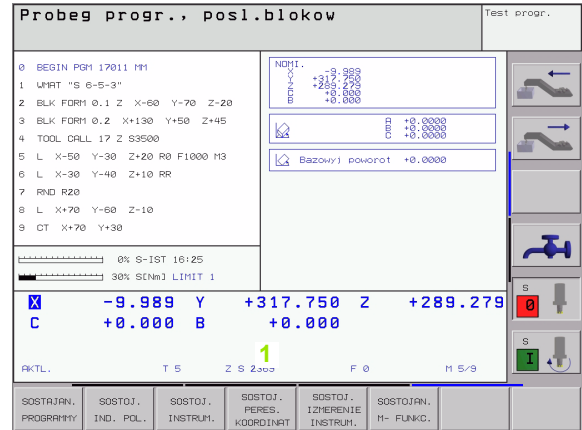 Probeg progr., posl.blokow
Test progr.
0 BEGIN PGM 17011 MM
1 WMAT "S 6-5-3"
2 BLK FORM 0.1 Z X-60 Y-70 Z-20
3 BLK FORM 0.2 X+130 Y+50 Z+45
4 TOOL CALL 17 Z S3500
5 L X-50 Y-30 Z+20 R0 F1000 M3
6 L X-30 Y-40 Z+10 RR
7 RND R20
8 L X+70 Y-60 Z-10
9 CT X+70 Y+30
NOMI.
X -9.989
Y +317.750
Z +289.279
C +0.000
B +0.000
A +0.0000
B +0.0000
C +0.0000
Bazowyj poworot +0.0000
0% S-IST 16:25
30% S[Nm] LIMIT 1
X -9.989 Y +317.750 Z +289.279
C +0.000 B +0.000
1
AKTL. T 5 Z S F 0 M 5/9
S
0
S
I
SOSTAJAN. PROGRAMMY
SOSTOJ. IND. POL.
SOSTOJ. INSTRUM.
SOSTOJ. PERES. KOORDINAT
SOSTOJ. IZMERENIE INSTRUM.
SOSTOJAN. M- FUNKC.